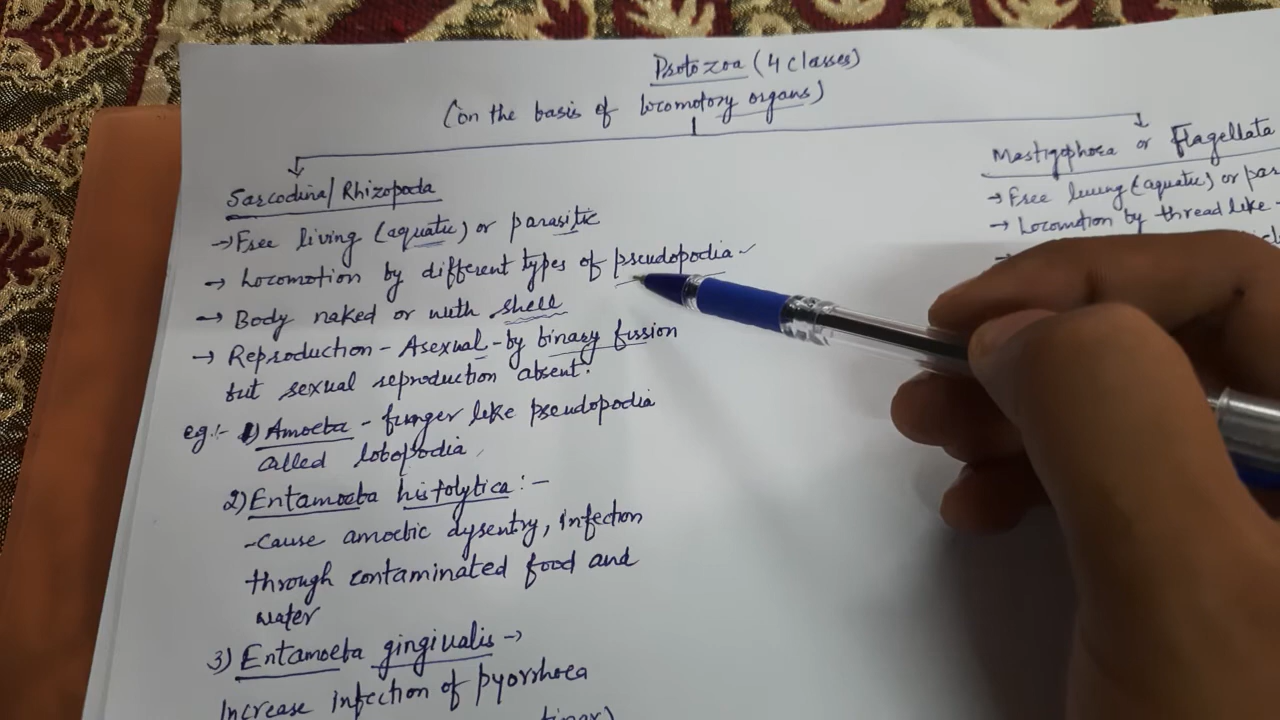 Protozoa (4 classes)
(on the basis of locomotory organs)
Sarcodina/Rhizopoda
→ Free living (aquatic) or parasitic
→ Locomotion by different types of pseudopodia
→ Body naked or with shell
→ Reproduction - Asexual - by binary fission
but sexual reproduction absent.
eg:- 1) Amoeba - finger like pseudopodia
called lobopodia
2) Entamoeba histolytica :-
- Cause amoebic dysentry, infection
through contaminated food and
water
3) Entamoeba gingivalis →
Increase infection of pyorrhoea
Mastigophora or Flagellata
→ Free living (aquatic) or
→ Locomotion by thread like